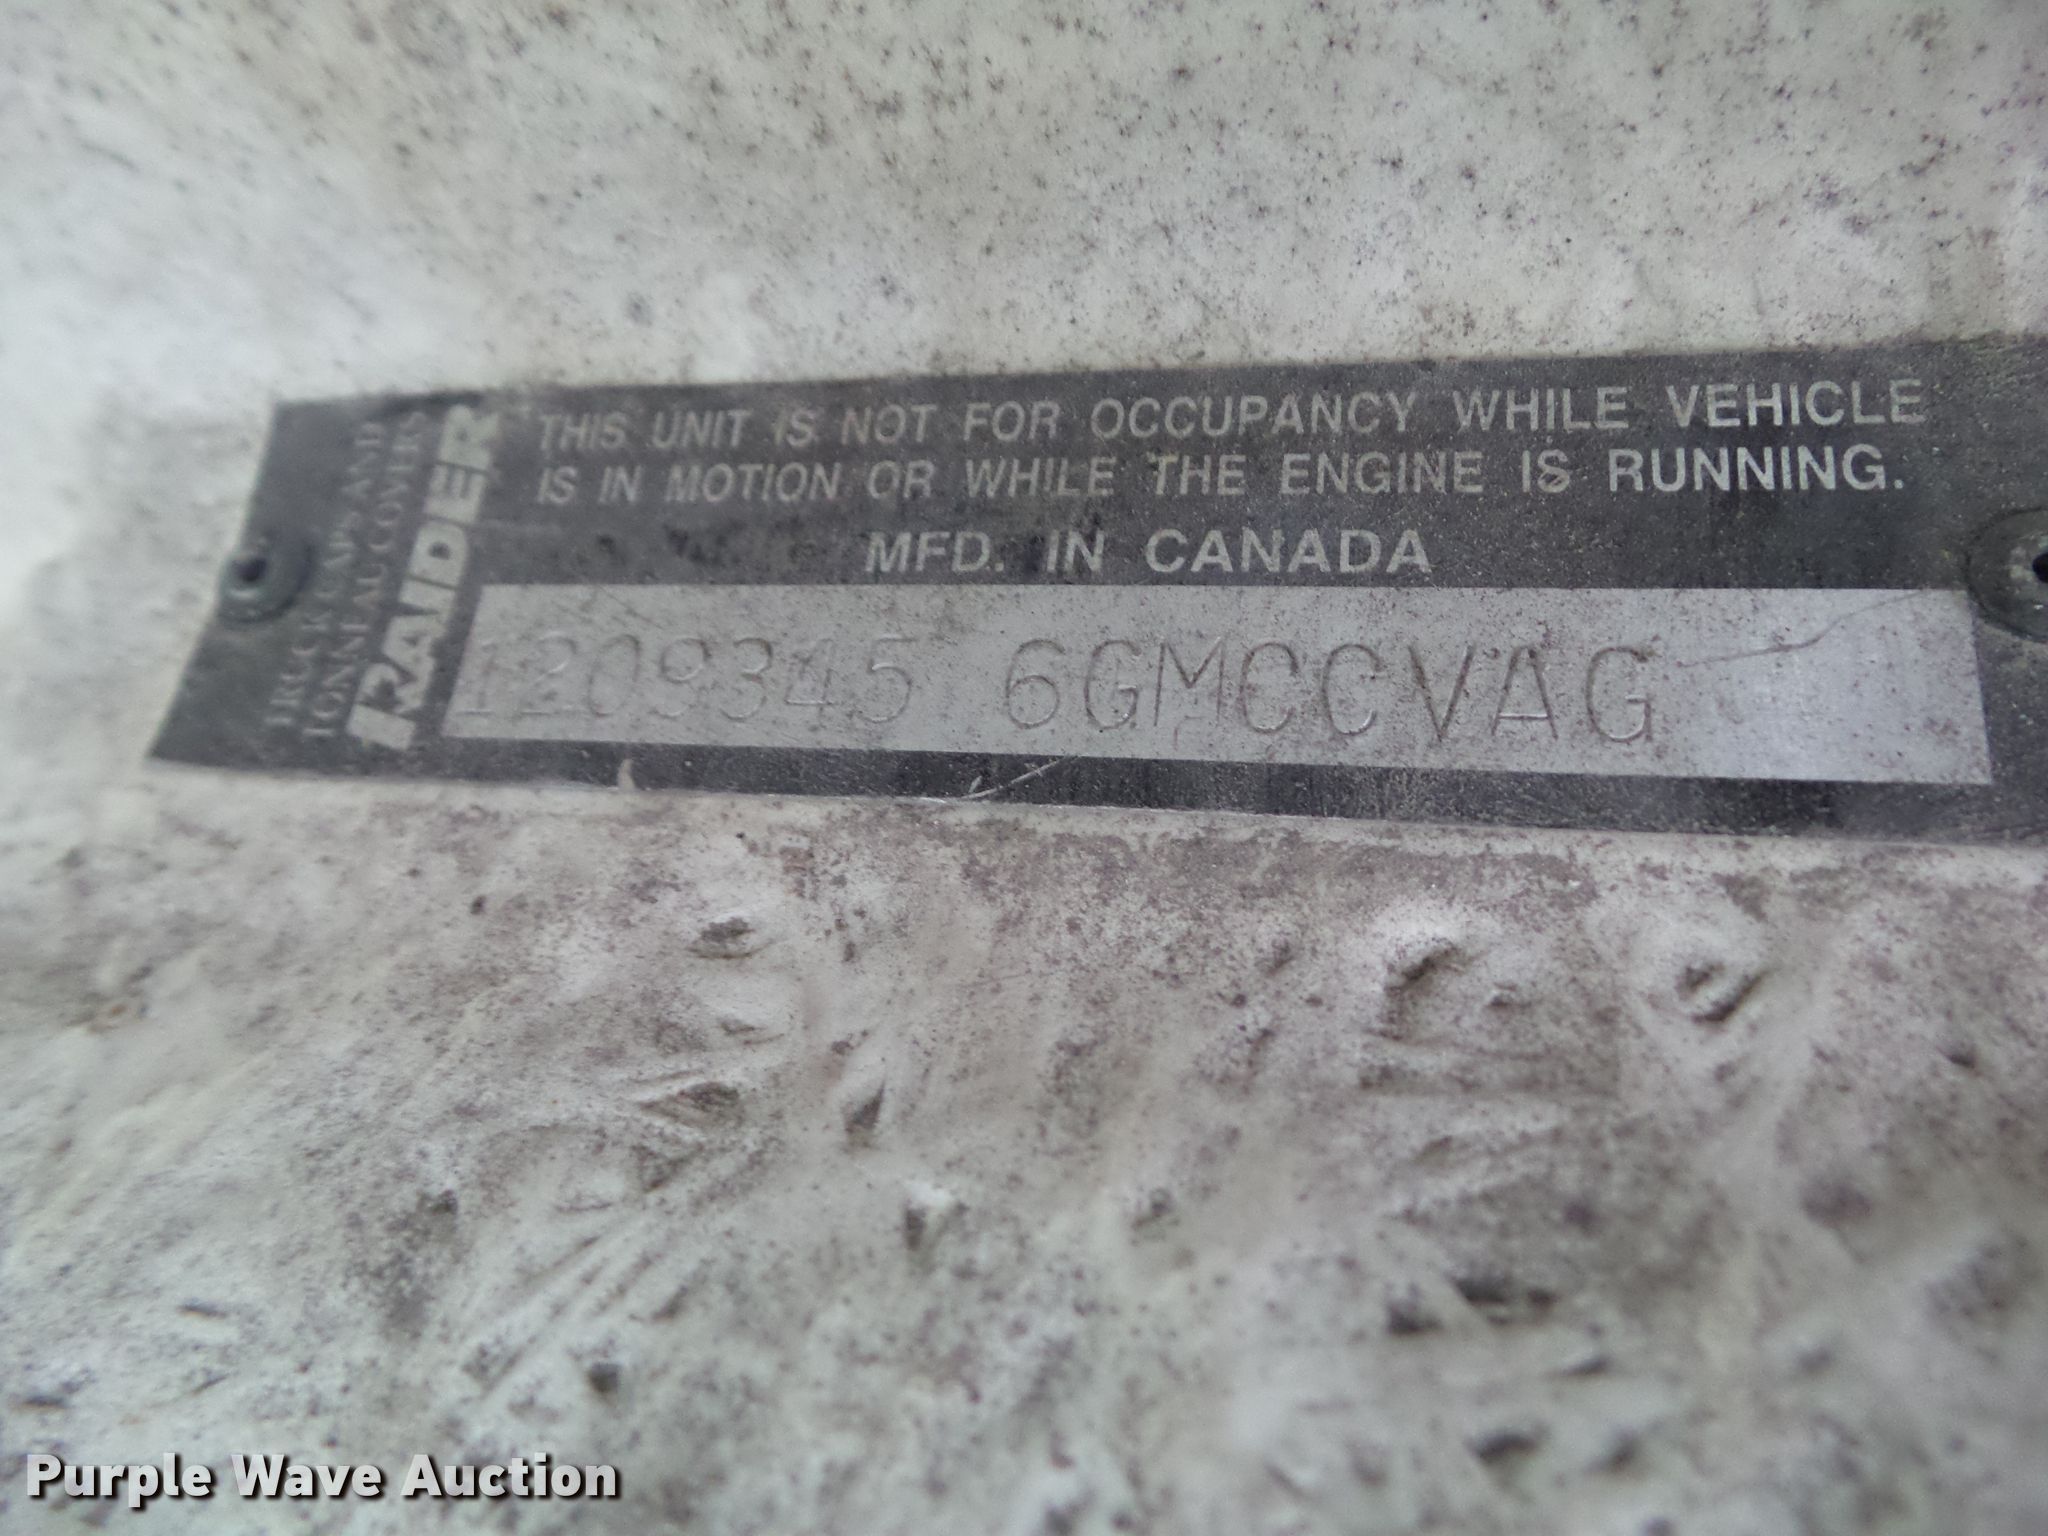 TRUCK CAPS AND
TONNEAU COVERS
RAIDER
THIS UNIT IS NOT FOR OCCUPANCY WHILE VEHICLE
IS IN MOTION OR WHILE THE ENGINE IS RUNNING.
MFD. IN CANADA
1209345 6GMCCVAG
Purple Wave Auction